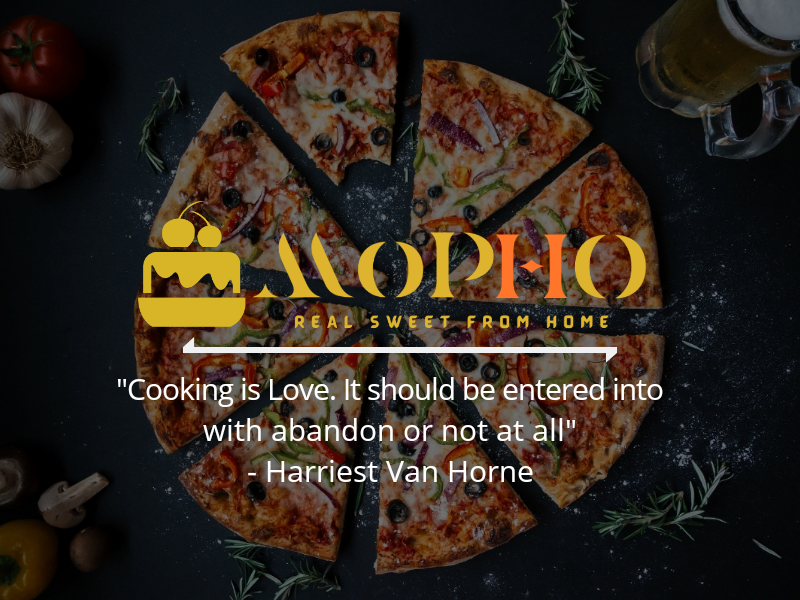 MOPHO
REAL SWEET FROM HOME
"Cooking is Love. It should be entered into
with abandon or not at all"
- Harriest Van Horne